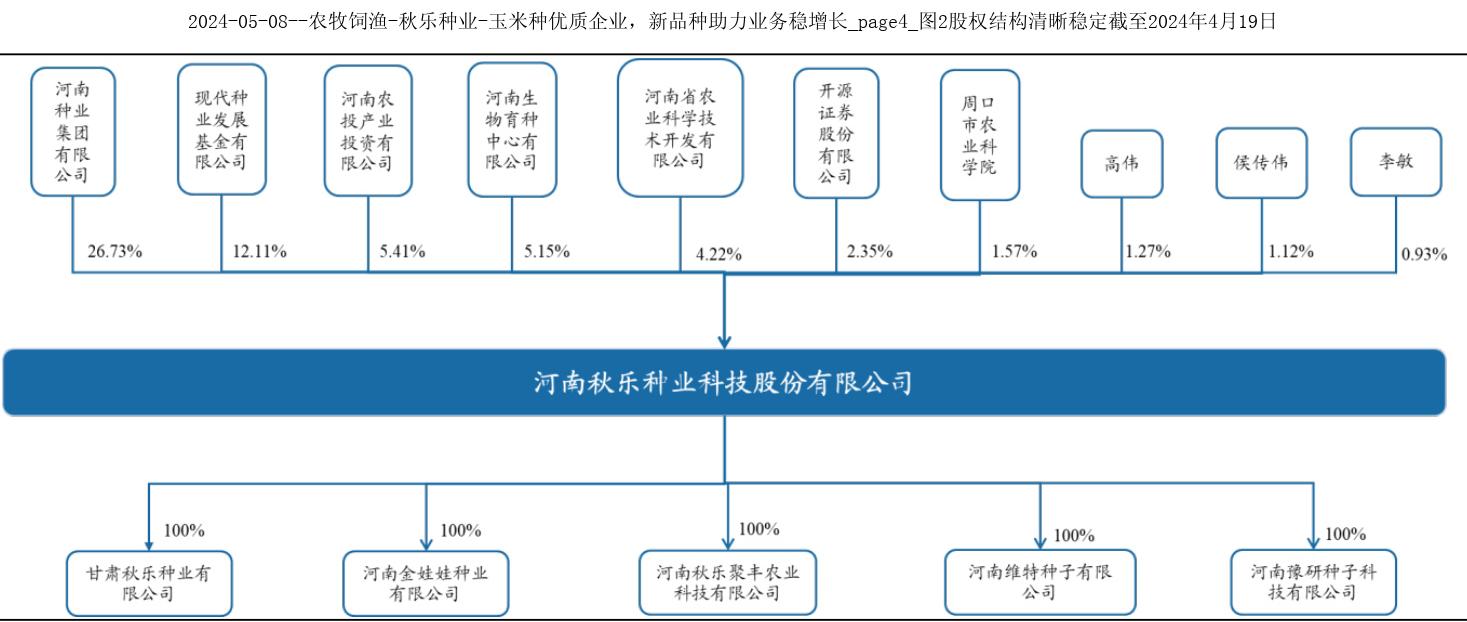 2024-05-08--农牧饲渔-秋乐种业-玉米种优质企业，新品种助力业务稳增长_page4_图2股权结构清晰稳定截至2024年4月19日
河南
种业
集团
有限
公司
现代种
业发展
基金有
限公司
河南农
投产业
投资有
限公司
河南生
物育种
中心有
限公司
河南省农
业科学技
术开发有
限公司
开源
证券
股份
有限
公司
周口
市农
业科
学院
高伟
侯传伟
李敏
26.73%
12.11%
5.41%
5.15%
4.22%
2.35%
1.57%
1.27%
1.12%
0.93%
河南秋乐种业科技股份有限公司
100%
100%
100%
100%
100%
甘肃秋乐种业有
限公司
河南金娃娃种业
有限公司
河南秋乐聚丰农业
科技有限公司
河南维特种子有限
公司
河南豫研种子科
技有限公司